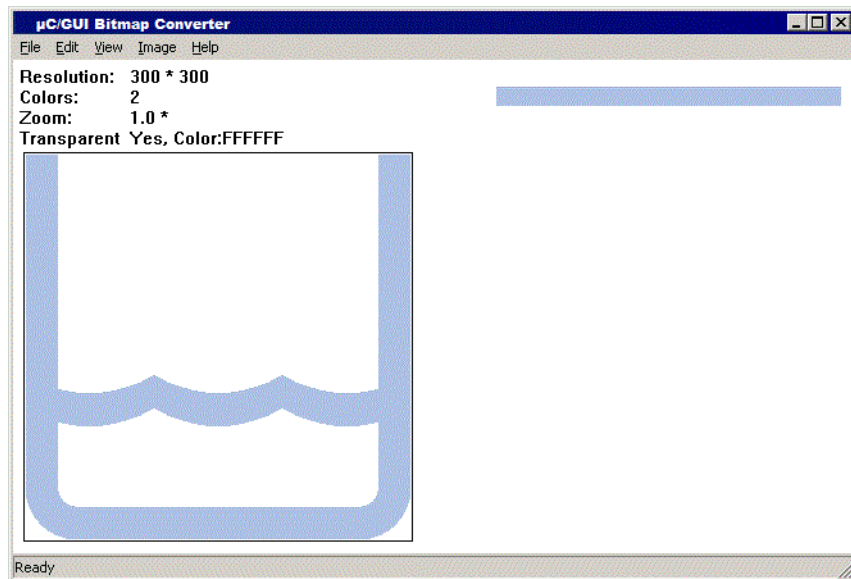 µC/GUI Bitmap Converter
File Edit View Image Help
Resolution: 300 * 300
Colors: 2
Zoom: 1.0 *
Transparent Yes, Color:FFFFFF
Ready